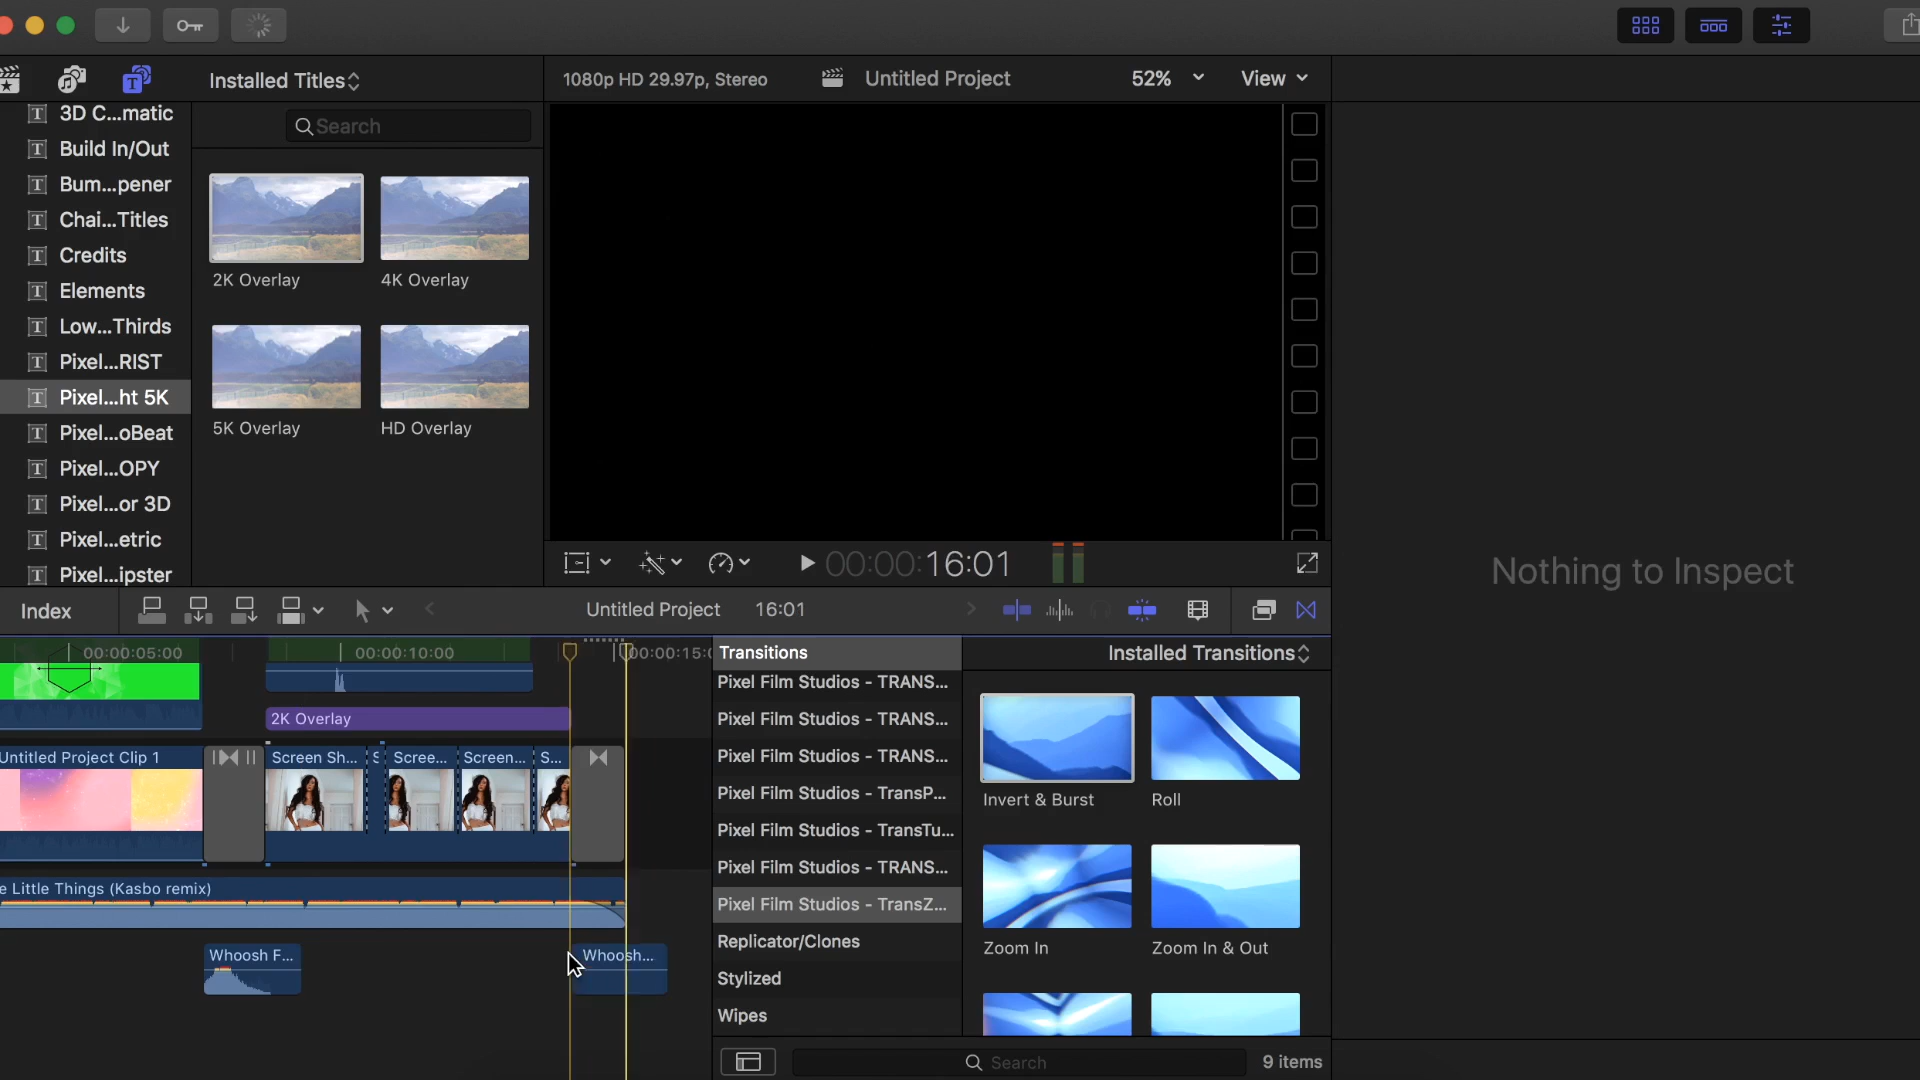 Installed Titles
1080p HD 29.97p, Stereo
Untitled Project
52%
View
3D C...matic
Build In/Out
Bum...pener
Chai...Titles
Credits
Elements
Low...Thirds
Pixel...RIST
Pixel...ht 5K
Pixel...oBeat
Pixel...OPY
Pixel...or 3D
Pixel...etric
Pixel...ipster
Search
2K Overlay
4K Overlay
5K Overlay
HD Overlay
00:00:16:01
Nothing to Inspect
Index
Untitled Project
16:01
00:00:05:00
00:00:10:00
00:00:15:0
2K Overlay
Untitled Project Clip 1
Screen Sh...
S
Scree...
Screen...
S...
e Little Things (Kasbo remix)
Whoosh F...
Whoosh...
Transitions
Pixel Film Studios - TRANS...
Pixel Film Studios - TRANS...
Pixel Film Studios - TRANS...
Pixel Film Studios - TransP...
Pixel Film Studios - TransTu...
Pixel Film Studios - TRANS...
Pixel Film Studios - TransZ...
Replicator/Clones
Stylized
Wipes
Installed Transitions
Invert & Burst
Roll
Zoom In
Zoom In & Out
Search
9 items